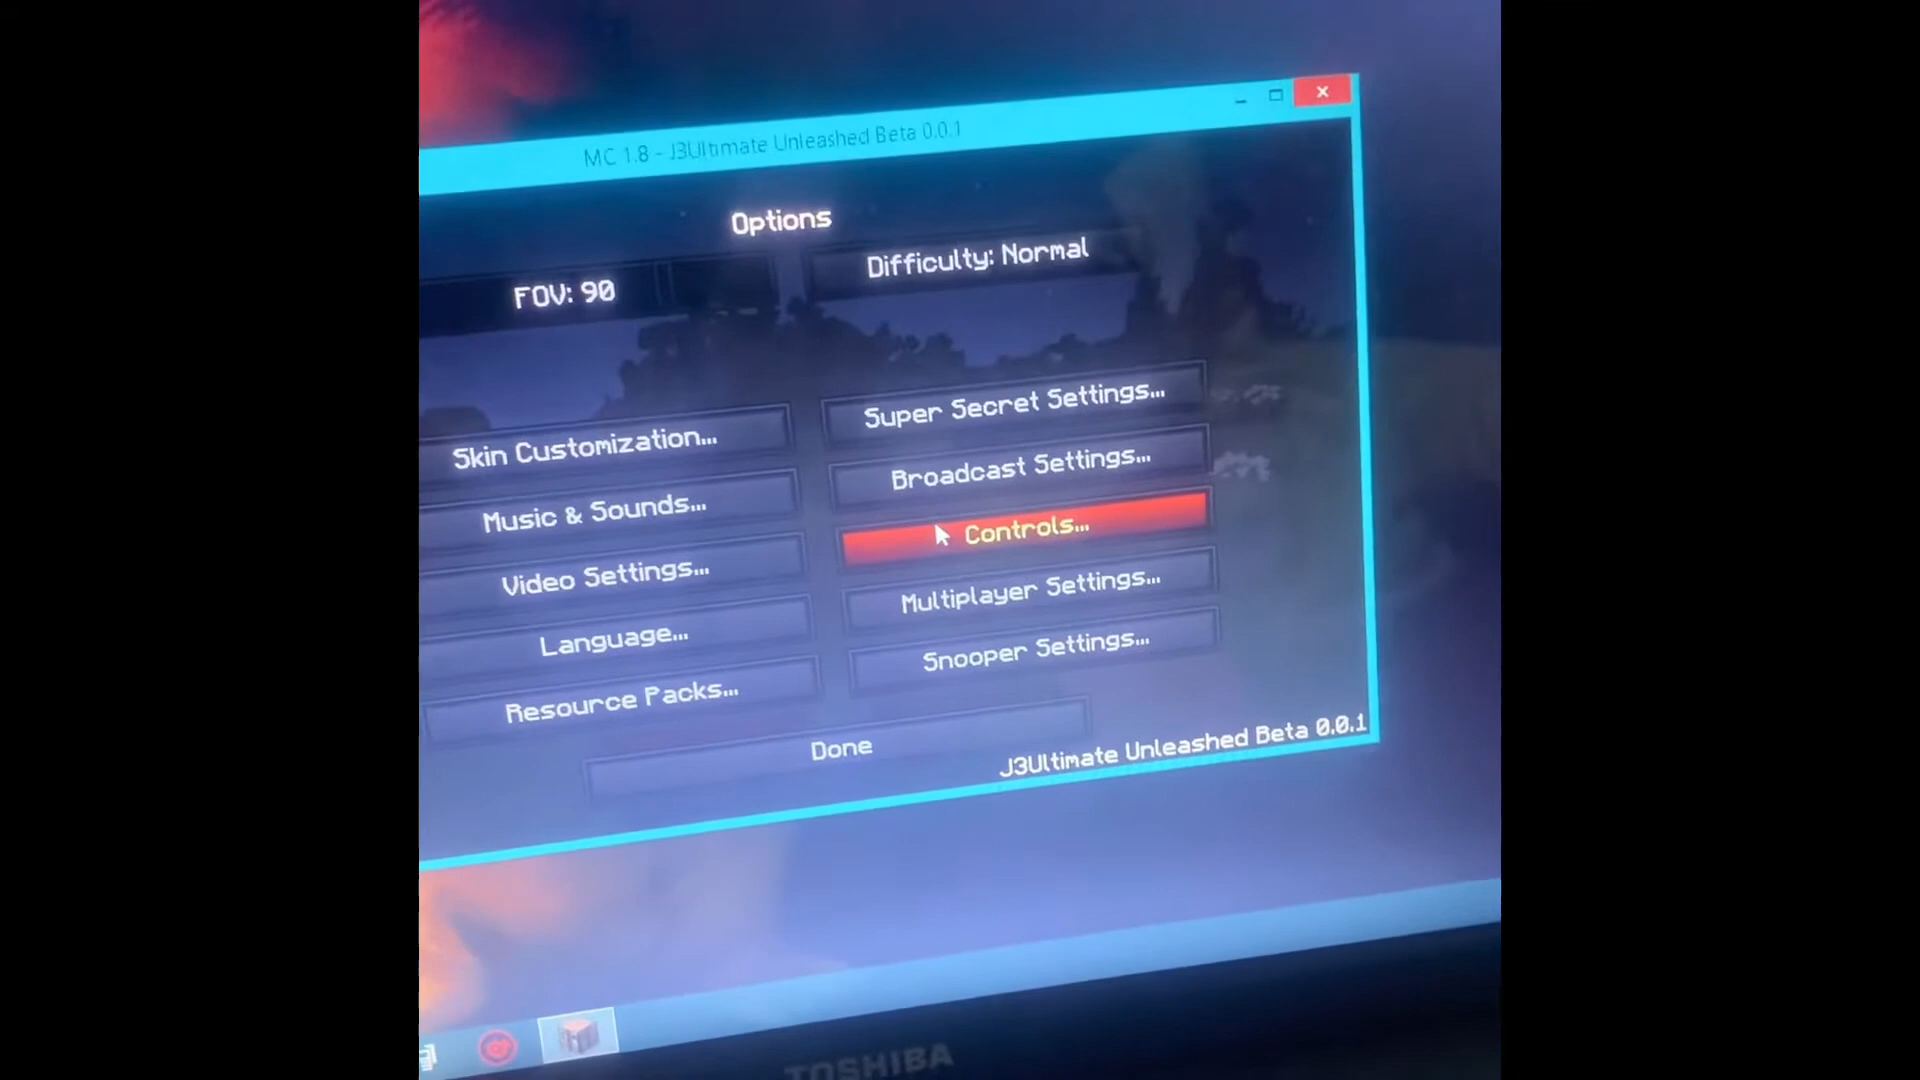 MC 1.8 - J3Ultimate Unleashed Beta 0.0.1
Options
FOV: 90
Difficulty: Normal
Skin Customization...
Super Secret Settings...
Music & Sounds...
Broadcast Settings...
Video Settings...
Controls...
Language...
Multiplayer Settings...
Resource Packs...
Snooper Settings...
Done
J3Ultimate Unleashed Beta 0.0.1
TOSHIBA